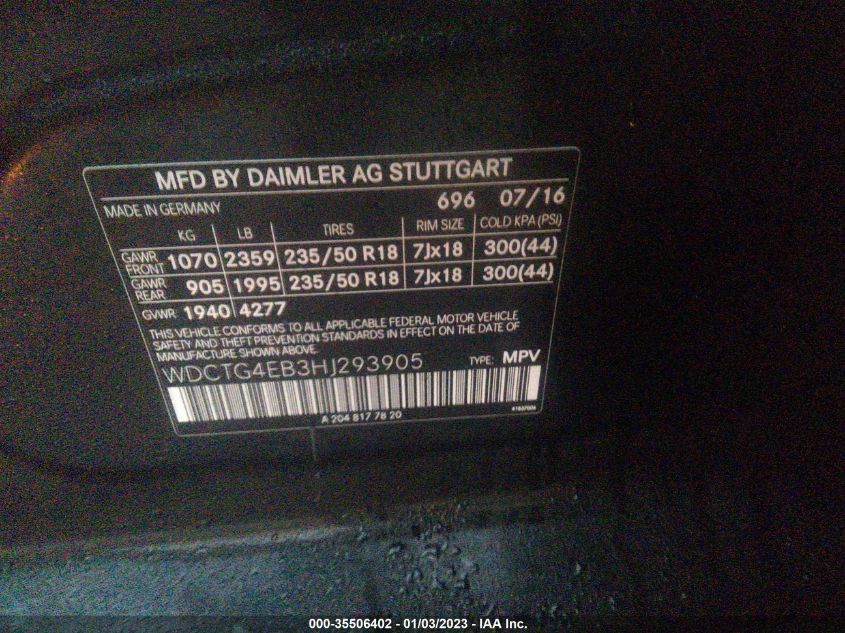 MFD BY DAIMLER AG STUTTGART
MADE IN GERMANY 696 07/16
KG LB TIRES RIM SIZE COLD KPA (PSI)
GAWR FRONT 1070 2359 235/50 R18 7Jx18 300(44)
GAWR REAR 905 1995 235/50 R18 7Jx18 300(44)
GVWR 1940 4277
THIS VEHICLE CONFORMS TO ALL APPLICABLE FEDERAL MOTOR VEHICLE
SAFETY AND THEFT PREVENTION STANDARDS IN EFFECT ON THE DATE OF
MANUFACTURE SHOWN ABOVE.
WDCTG4EB3HJ293905 TYPE: MPV
A 204 817 78 20
000-35506402 - 01/03/2023 - IAA Inc.